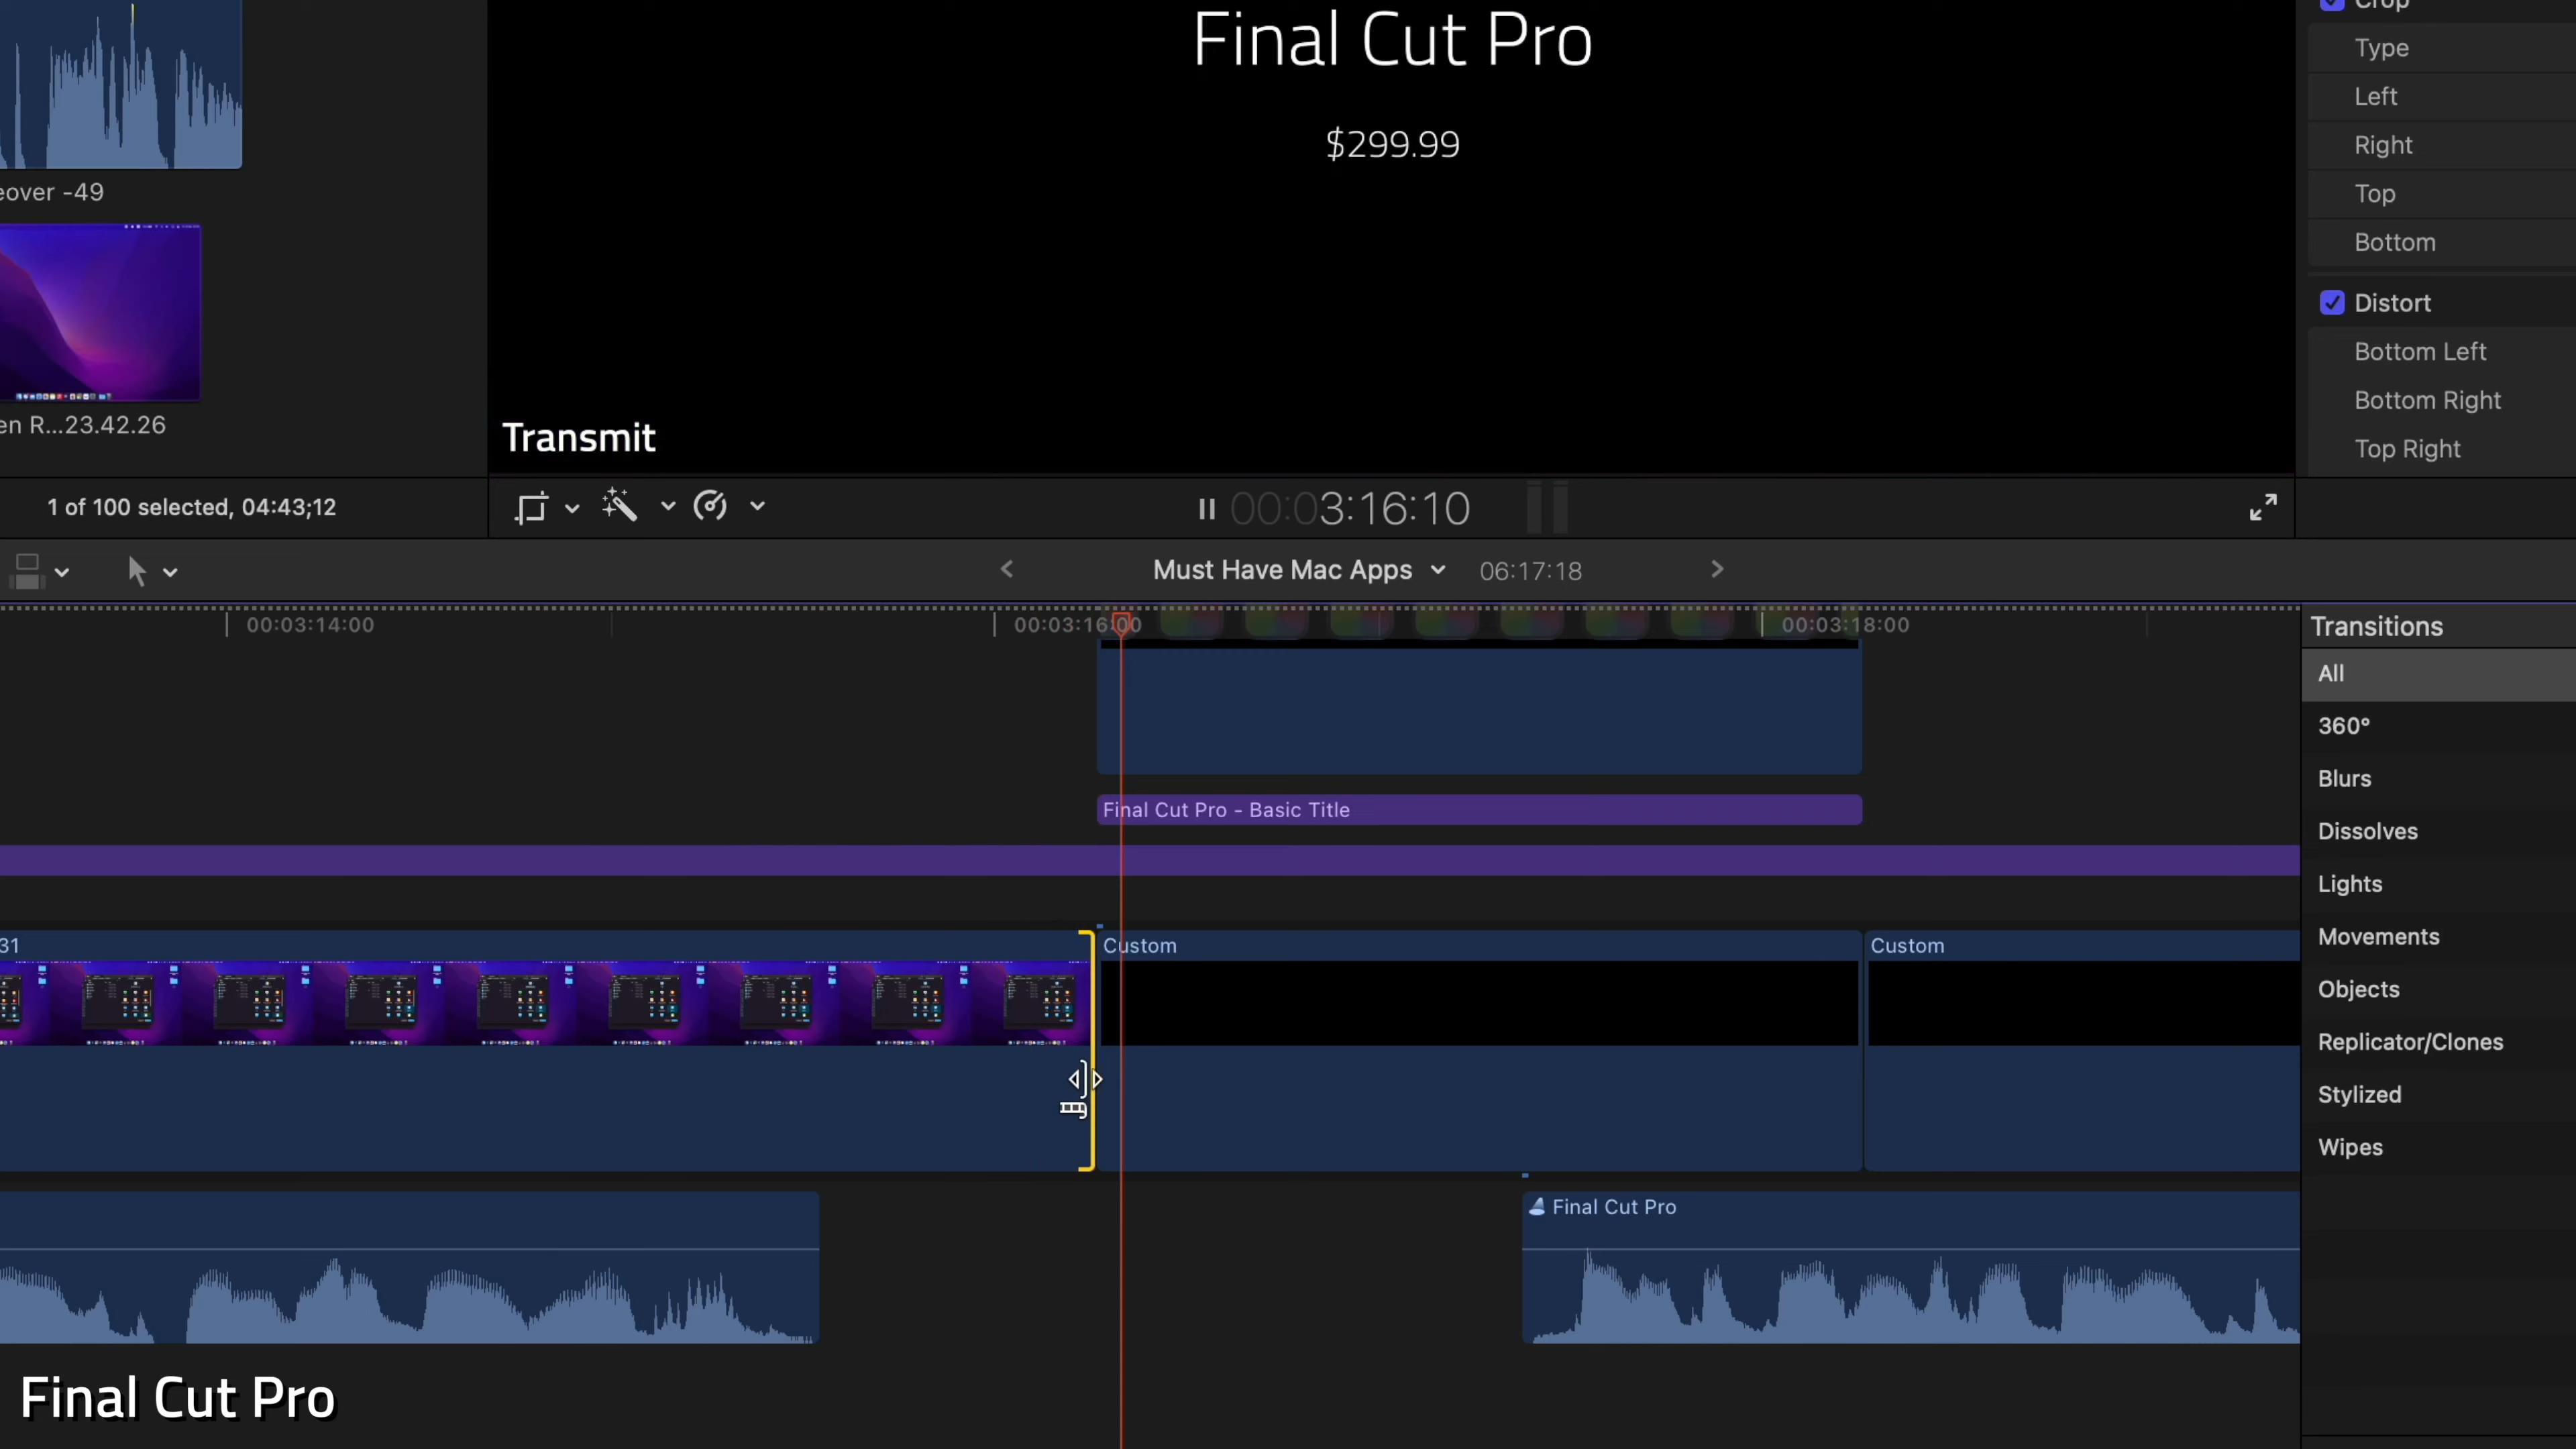 Final Cut Pro
$299.99
Crop
Type
Left
Right
Top
Bottom
Distort
Bottom Left
Bottom Right
Top Right
eover -49
en R...23.42.26
Transmit
1 of 100 selected, 04:43;12
00:03:16:10
Must Have Mac Apps
06:17:18
00:03:14:00
00:03:16:00
00:03:18:00
Transitions
All
360°
Blurs
Dissolves
Lights
Movements
Objects
Replicator/Clones
Stylized
Wipes
Final Cut Pro - Basic Title
31
Custom
Custom
Final Cut Pro
Final Cut Pro